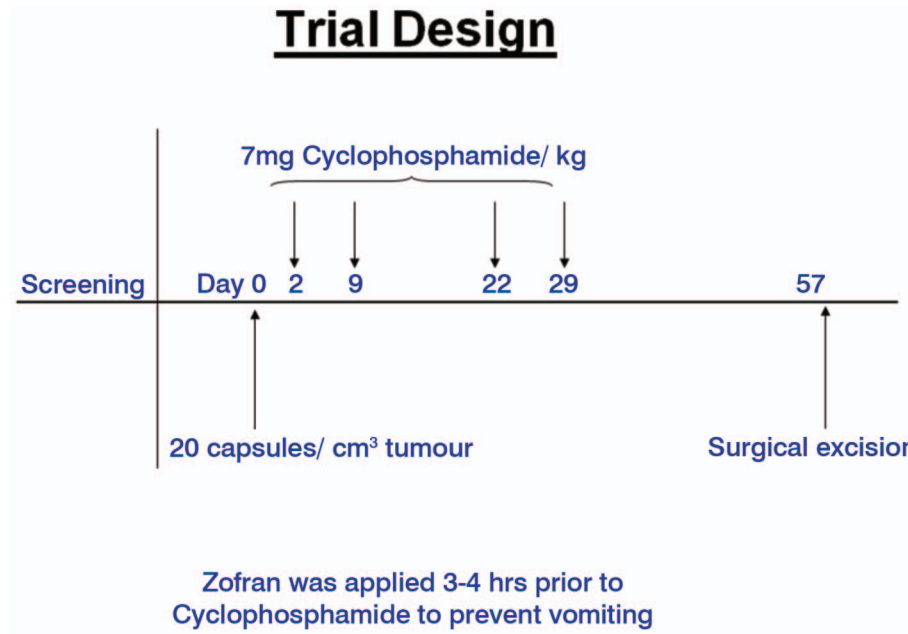 Trial Design
7mg Cyclophosphamide/ kg
Screening Day 0 2 9 22 29 57
20 capsules/ cm³ tumour Surgical excision
Zofran was applied 3-4 hrs prior to
Cyclophosphamide to prevent vomiting